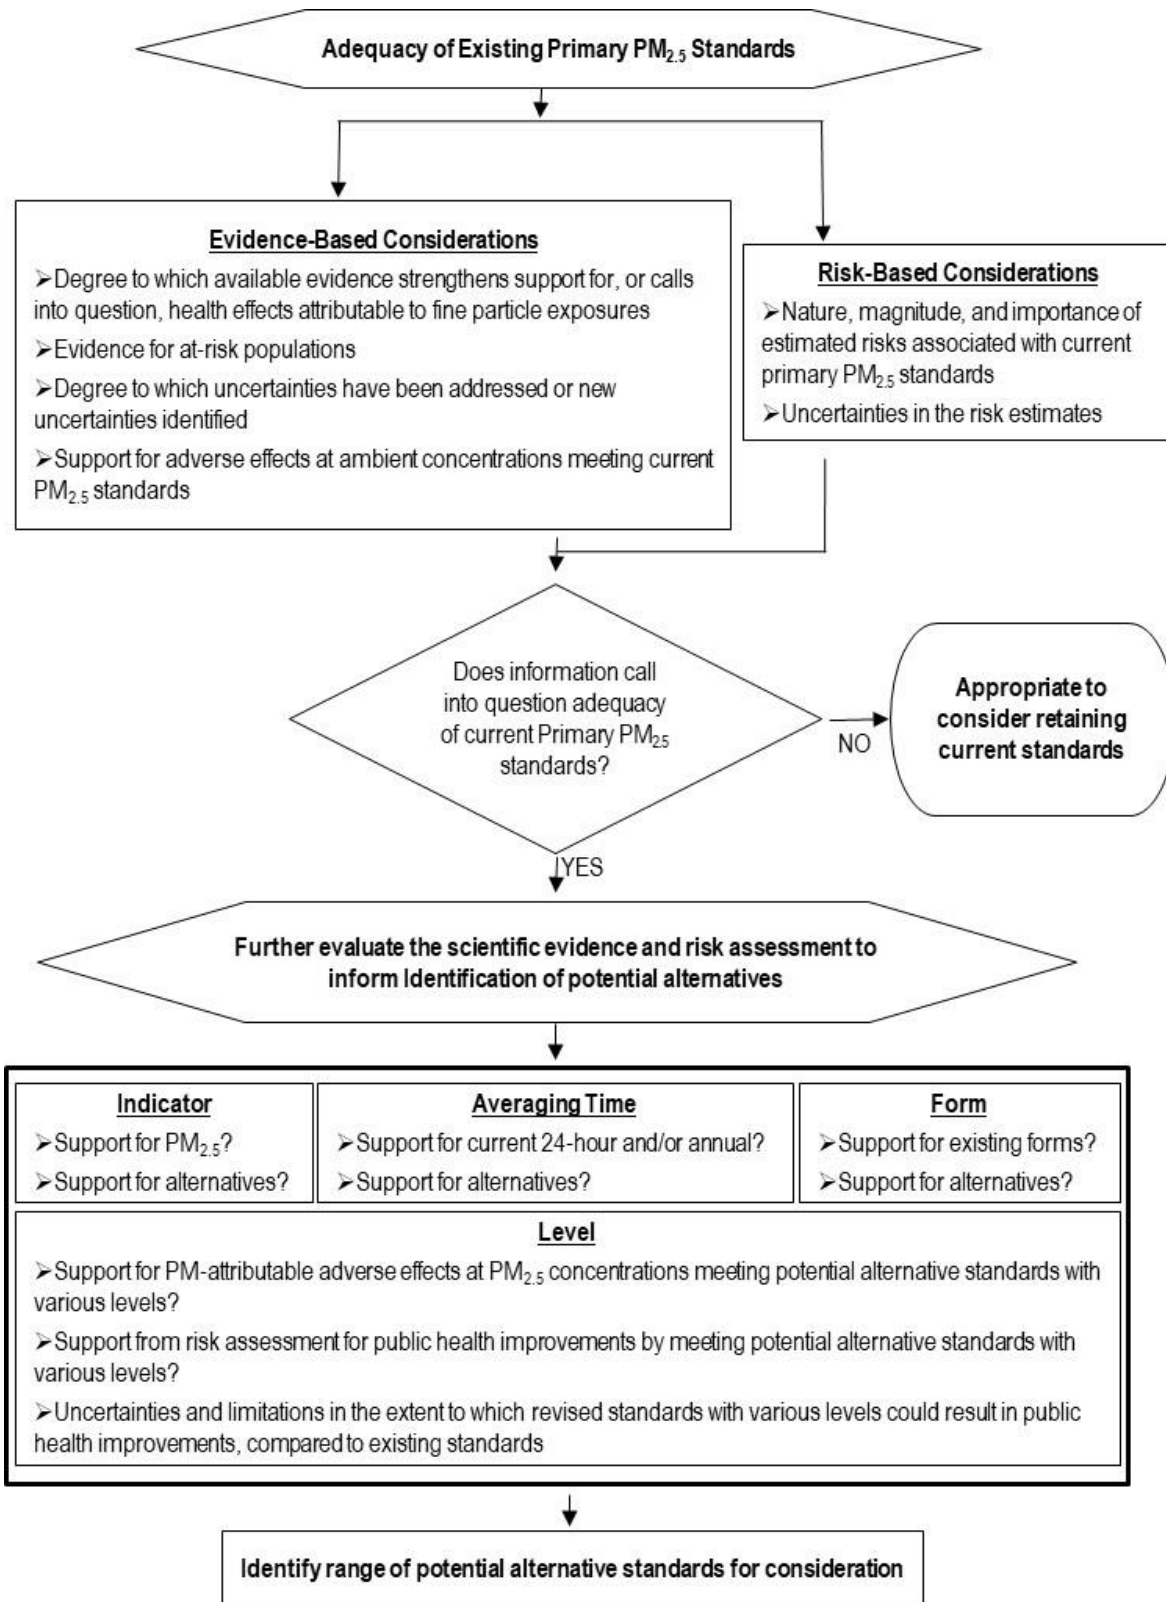 Adequacy of Existing Primary PM2.5 Standards
Evidence-Based Considerations
➢Degree to which available evidence strengthens support for, or calls
into question, health effects attributable to fine particle exposures
➢Evidence for at-risk populations
➢Degree to which uncertainties have been addressed or new
uncertainties identified
➢Support for adverse effects at ambient concentrations meeting current
PM2.5 standards
Risk-Based Considerations
➢Nature, magnitude, and importance of
estimated risks associated with current
primary PM2.5 standards
➢Uncertainties in the risk estimates
Does information call
into question adequacy
of current Primary PM2.5
standards?
NO
Appropriate to
consider retaining
current standards
YES
Further evaluate the scientific evidence and risk assessment to
inform Identification of potential alternatives
Indicator
➢Support for PM2.5?
➢Support for alternatives?
Averaging Time
➢Support for current 24-hour and/or annual?
➢Support for alternatives?
Form
➢Support for existing forms?
➢Support for alternatives?
Level
➢Support for PM-attributable adverse effects at PM2.5 concentrations meeting potential alternative standards with
various levels?
➢Support from risk assessment for public health improvements by meeting potential alternative standards with
various levels?
➢Uncertainties and limitations in the extent to which revised standards with various levels could result in public
health improvements, compared to existing standards
Identify range of potential alternative standards for consideration